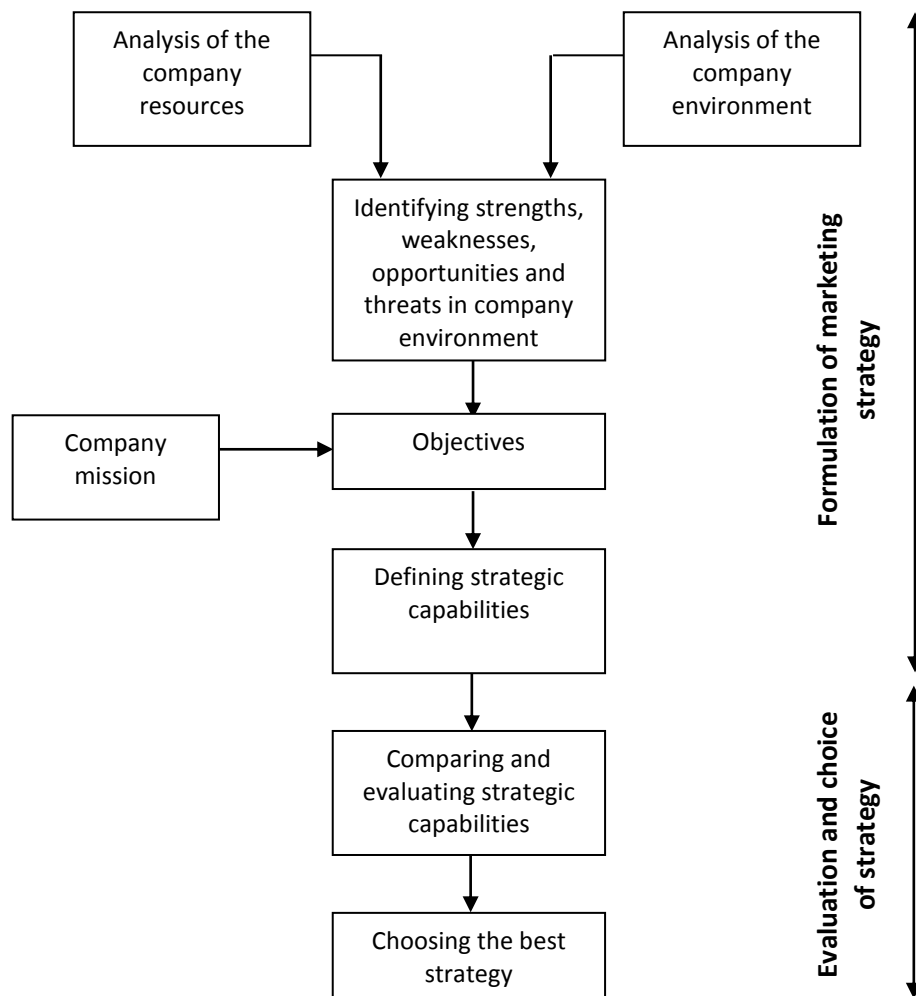 Analysis of the
company
resources
Analysis of the
company
environment
Identifying strengths,
weaknesses,
opportunities and
threats in company
environment
Company
mission
Objectives
Defining strategic
capabilities
Formulation of marketing
strategy
Comparing and
evaluating strategic
capabilities
Choosing the best
strategy
Evaluation and choice
of strategy